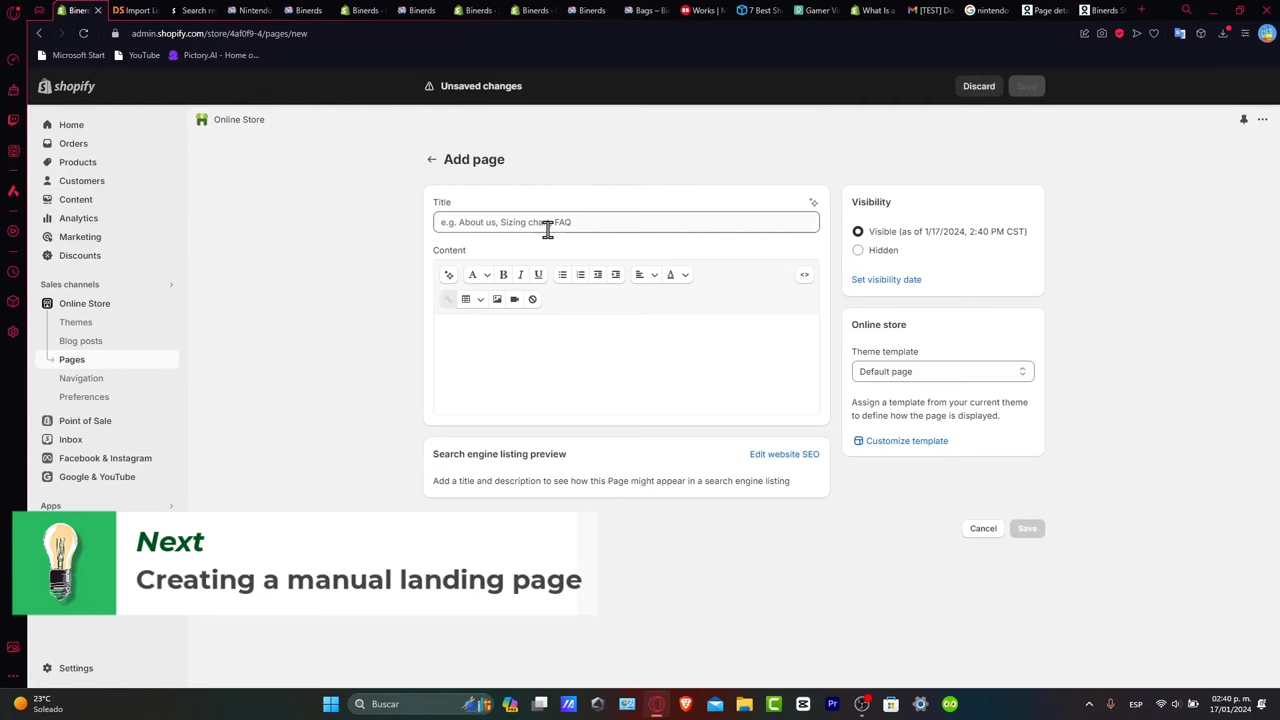 Bineri
DS Import Lis
Search
Nintend
Binerds
Binerds
Binerds
Binerds
Binerds
Bags – Bi
Works | M
7 Best Sh
Gamer Vi
What Is a
[TEST] Do
nintendo
Page deta
Binerds St
admin.shopify.com/store/4af0f9-4/pages/new
Microsoft Start
YouTube
Pictory.AI - Home o...
shopify
Unsaved changes
Discard
Save
Home
Orders
Products
Customers
Content
Analytics
Marketing
Discounts
Sales channels
Online Store
Themes
Blog posts
Pages
Navigation
Preferences
Point of Sale
Inbox
Facebook & Instagram
Google & YouTube
Apps
Settings
Online Store
Add page
Title
e.g. About us, Sizing chart, FAQ
Content
A
B
I
U
A
<>
Search engine listing preview
Edit website SEO
Add a title and description to see how this Page might appear in a search engine listing
Visibility
Visible (as of 1/17/2024, 2:40 PM CST)
Hidden
Set visibility date
Online store
Theme template
Default page
Assign a template from your current theme
to define how the page is displayed.
Customize template
Cancel
Save
Next
Creating a manual landing page
23°C
Soleado
Buscar
ESP
02:40 p. m.
17/01/2024